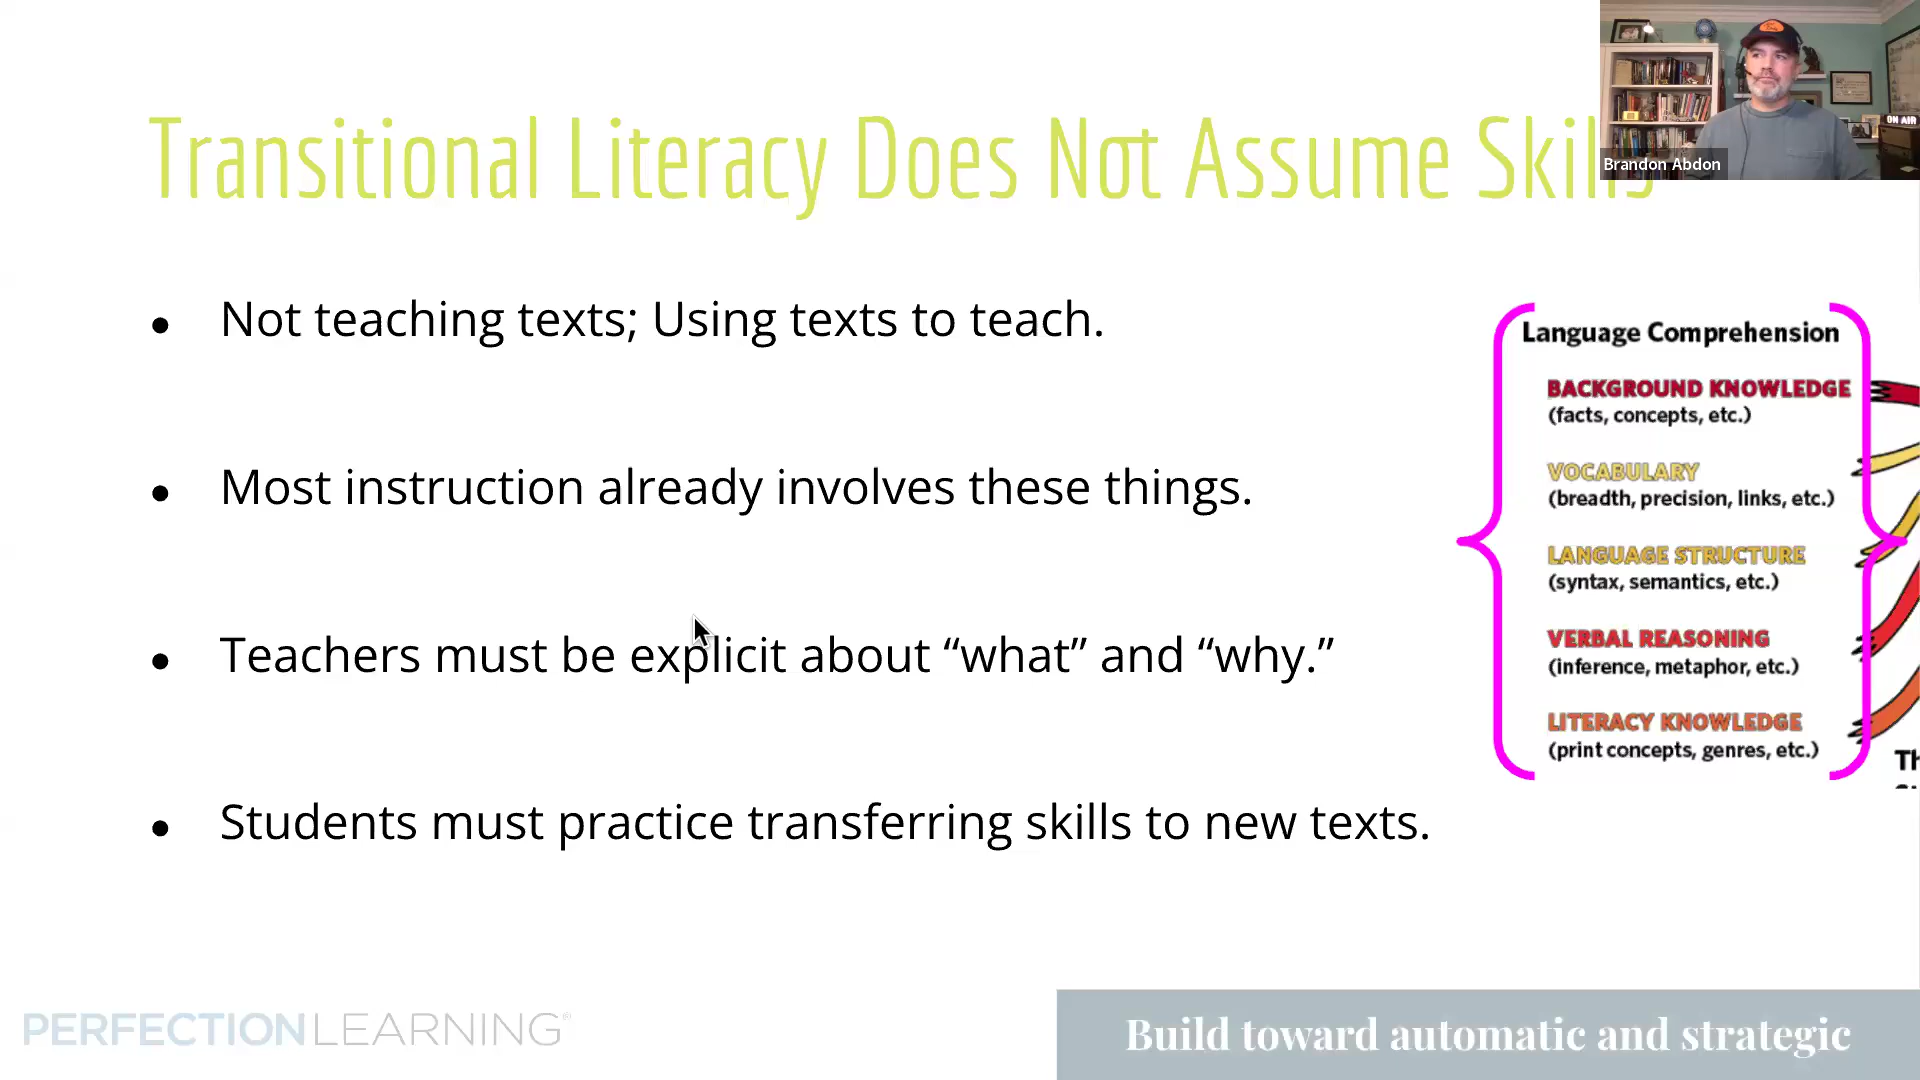 Transitional Literacy Does Not Assume Skills
ON AIR
Brandon Abdon
● Not teaching texts; Using texts to teach.
● Most instruction already involves these things.
● Teachers must be explicit about “what” and “why.”
● Students must practice transferring skills to new texts.
Language Comprehension
BACKGROUND KNOWLEDGE
(facts, concepts, etc.)
VOCABULARY
(breadth, precision, links, etc.)
LANGUAGE STRUCTURE
(syntax, semantics, etc.)
VERBAL REASONING
(inference, metaphor, etc.)
LITERACY KNOWLEDGE
(print concepts, genres, etc.)
PERFECTION LEARNING®
Build toward automatic and strategic